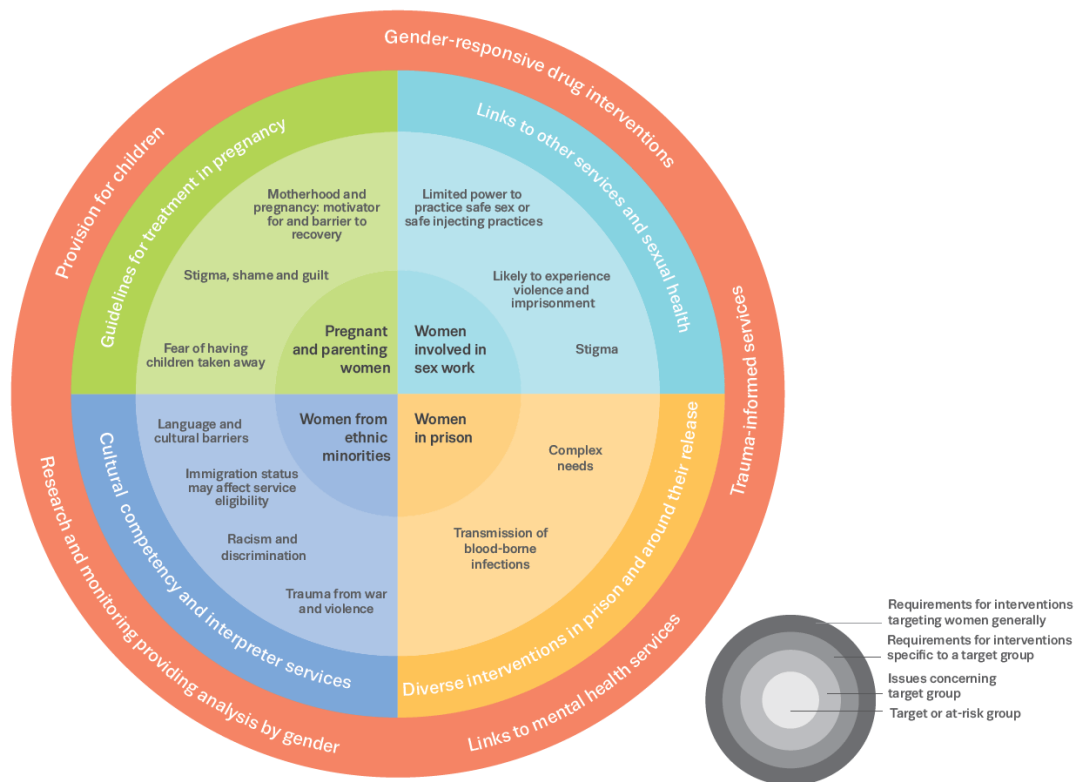 Gender-responsive drug interventions
Provision for children
Trauma-informed services
Research and monitoring providing analysis by gender
Links to mental health services
Guidelines for treatment in pregnancy
Links to other services and sexual health
Cultural competency and interpreter services
Diverse interventions in prison and around their release
Motherhood and
pregnancy: motivator
for and barrier to
recovery
Stigma, shame and guilt
Fear of having
children taken away
Pregnant
and parenting
women
Limited power to
practice safe sex or
safe injecting practices
Likely to experience
violence and
imprisonment
Stigma
Women
involved in
sex work
Women from
ethnic
minorities
Language and
cultural barriers
Immigration status
may affect service
eligibility
Racism and
discrimination
Trauma from war
and violence
Women
in prison
Complex
needs
Transmission of
blood-borne
infections
Requirements for interventions
targeting women generally
Requirements for interventions
specific to a target group
Issues concerning
target group
Target or at-risk group